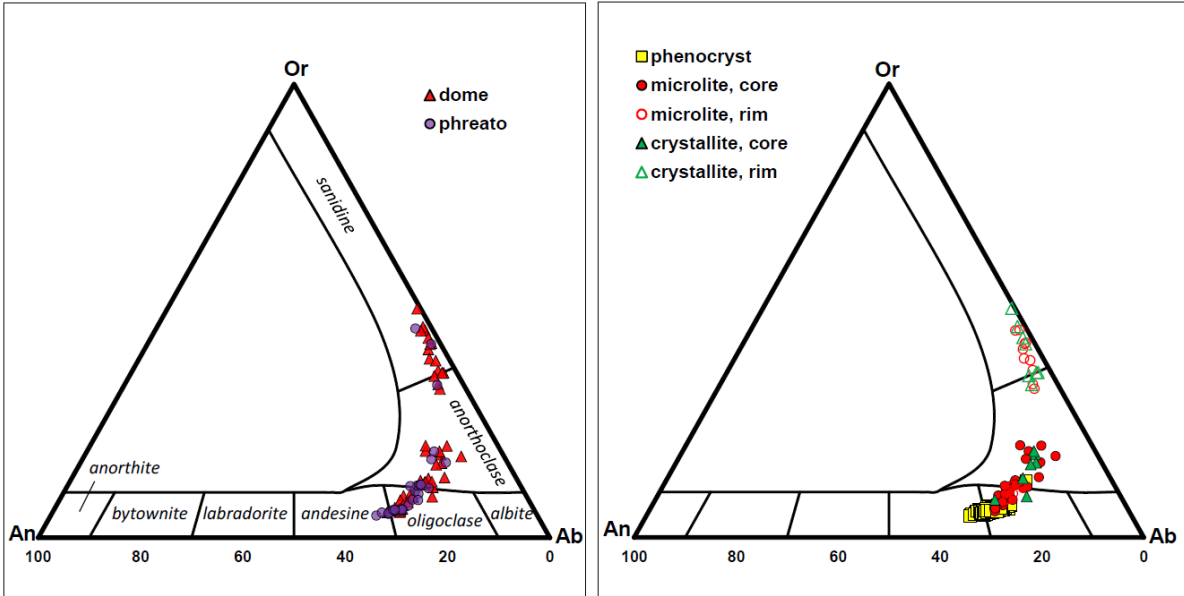 Or
dome
phreato
sanidine
anorthoclase
anorthite
bytownite
labradorite
andesine
oligoclase
albite
An
Ab
100
80
60
40
20
0
phenocryst
microlite, core
microlite, rim
crystallite, core
crystallite, rim
Or
An
Ab
100
80
60
40
20
0